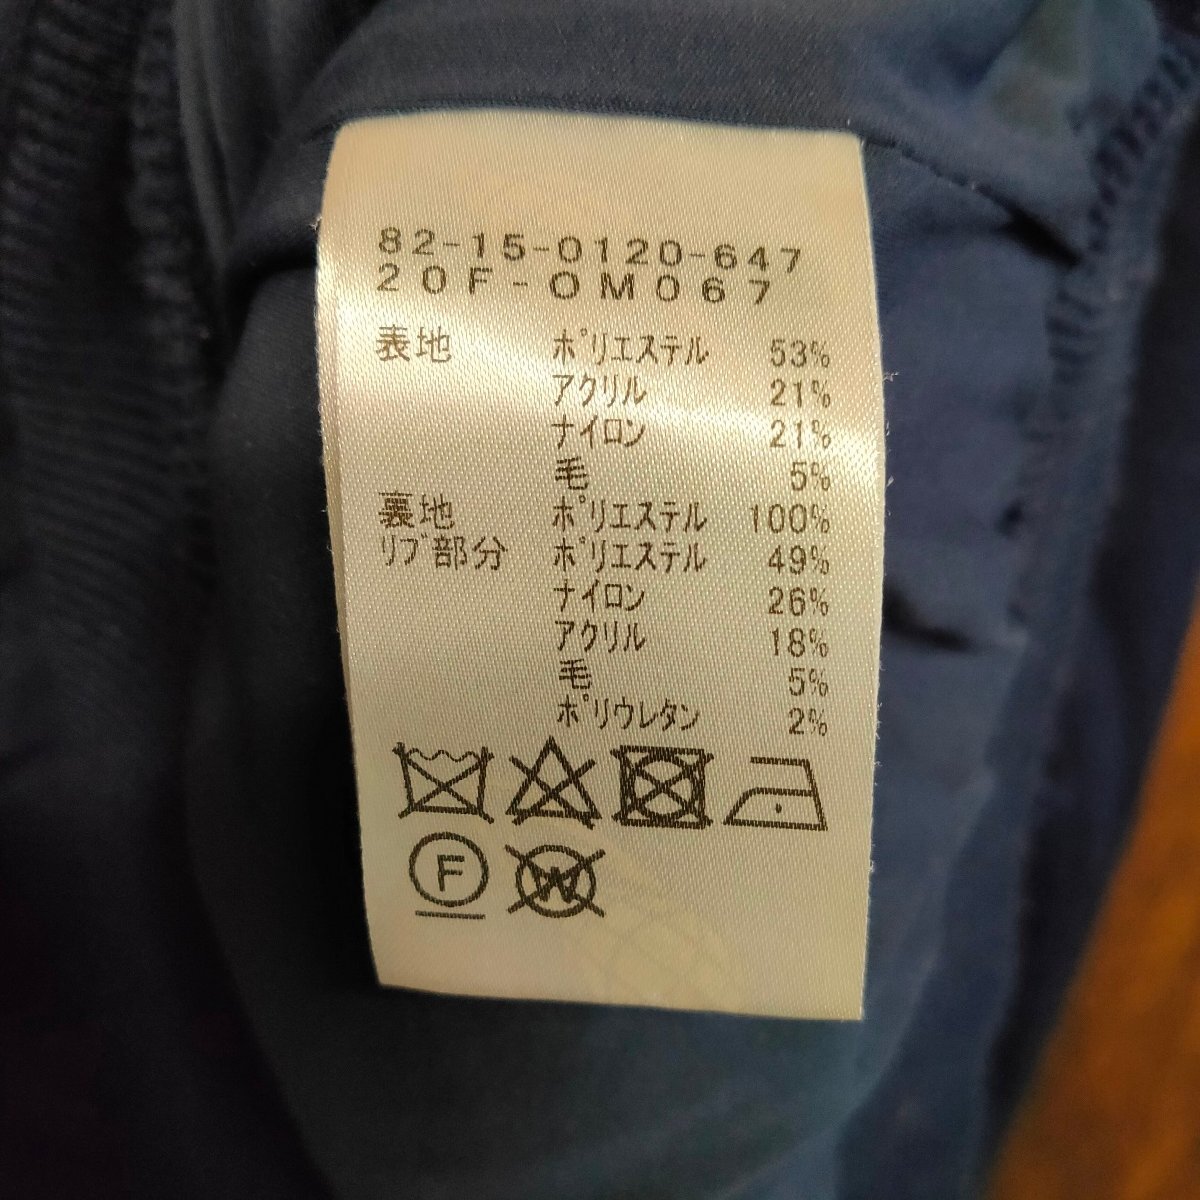 82-15-0120-647
20F-OM067
表地 ﾎﾟﾘｴｽﾃﾙ 53%
ｱｸﾘﾙ 21%
ﾅｲﾛﾝ 21%
毛 5%
裏地 ﾎﾟﾘｴｽﾃﾙ 100%
ﾘﾌﾞ部分 ﾎﾟﾘｴｽﾃﾙ 49%
ﾅｲﾛﾝ 26%
ｱｸﾘﾙ 18%
毛 5%
ﾎﾟﾘｳﾚﾀﾝ 2%
F W